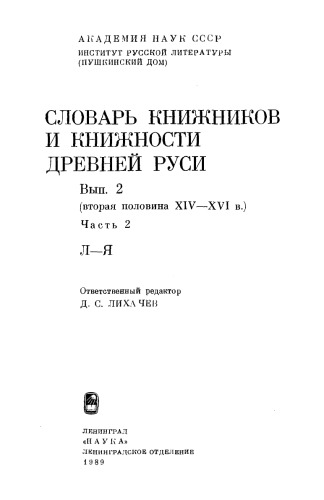 АКАДЕМИЯ НАУК СССР
ИНСТИТУТ РУССКОЙ ЛИТЕРАТУРЫ
(ПУШКИНСКИЙ ДОМ)
СЛОВАРЬ КНИЖНИКОВ
И КНИЖНОСТИ
ДРЕВНЕЙ РУСИ
Вып. 2
(вторая половина XIV—XVI в.)
Часть 2
Л—Я
Ответственный редактор
Д. С. ЛИХАЧЕВ
ЛЕНИНГРАД
«НАУКА»
ЛЕНИНГРАДСКОЕ ОТДЕЛЕНИЕ
1989